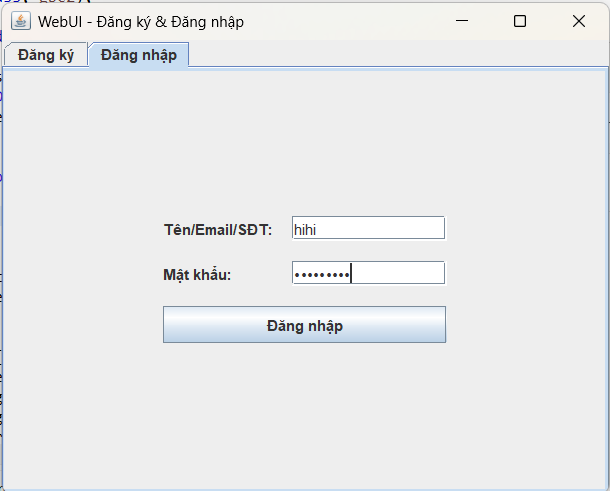 WebUI - Đăng ký & Đăng nhập
Đăng ký Đăng nhập
Tên/Email/SĐT: hihi
Mật khẩu: •••••••••
Đăng nhập